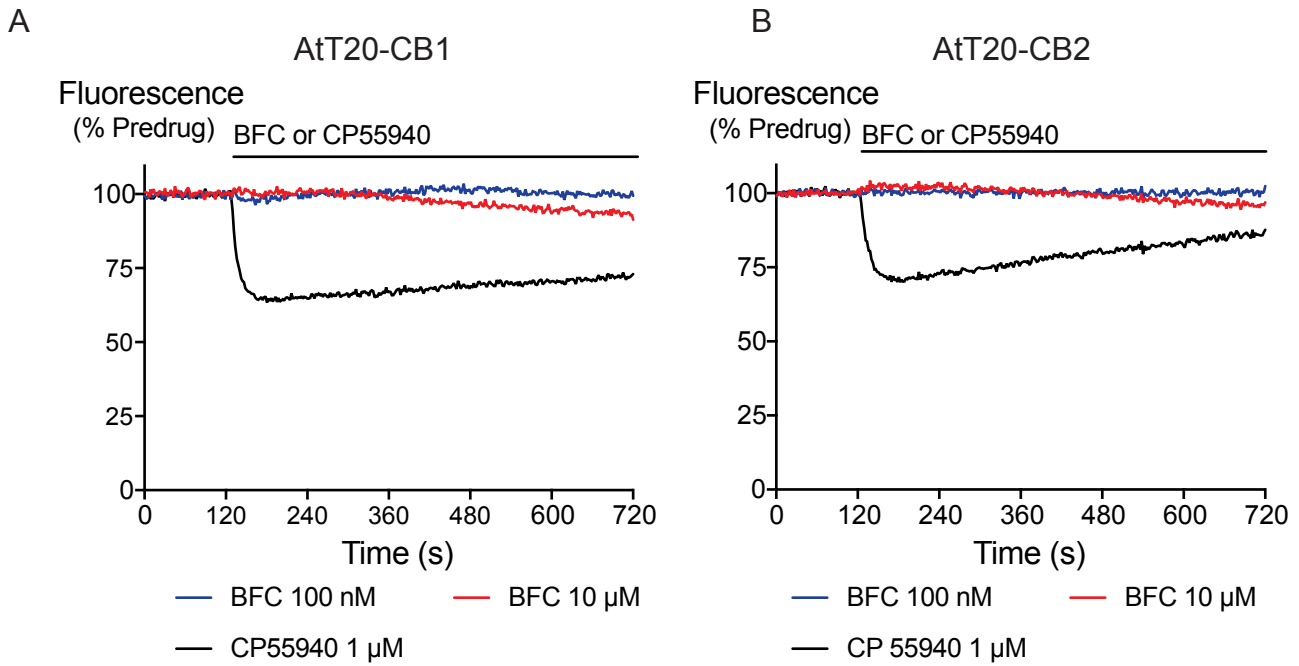 A
AtT20-CB1
Fluorescence
(% Predrug)
BFC or CP55940
100
75
50
25
0
0 120 240 360 480 600 720
Time (s)
BFC 100 nM BFC 10 µM
CP55940 1 µM
B
AtT20-CB2
Fluorescence
(% Predrug)
BFC or CP55940
100
75
50
25
0
0 120 240 360 480 600 720
Time (s)
BFC 100 nM BFC 10 µM
CP 55940 1 µM